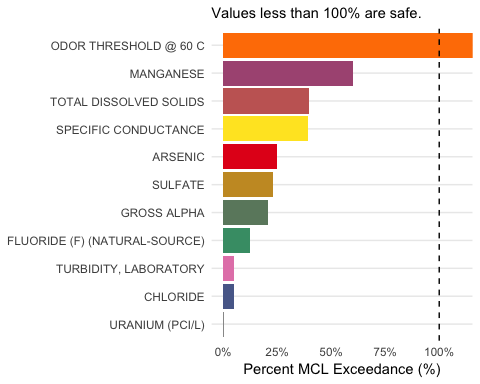 Values less than 100% are safe.
ODOR THRESHOLD @ 60 C
MANGANESE
TOTAL DISSOLVED SOLIDS
SPECIFIC CONDUCTANCE
ARSENIC
SULFATE
GROSS ALPHA
FLUORIDE (F) (NATURAL-SOURCE)
TURBIDITY, LABORATORY
CHLORIDE
URANIUM (PCI/L)
0% 25% 50% 75% 100%
Percent MCL Exceedance (%)